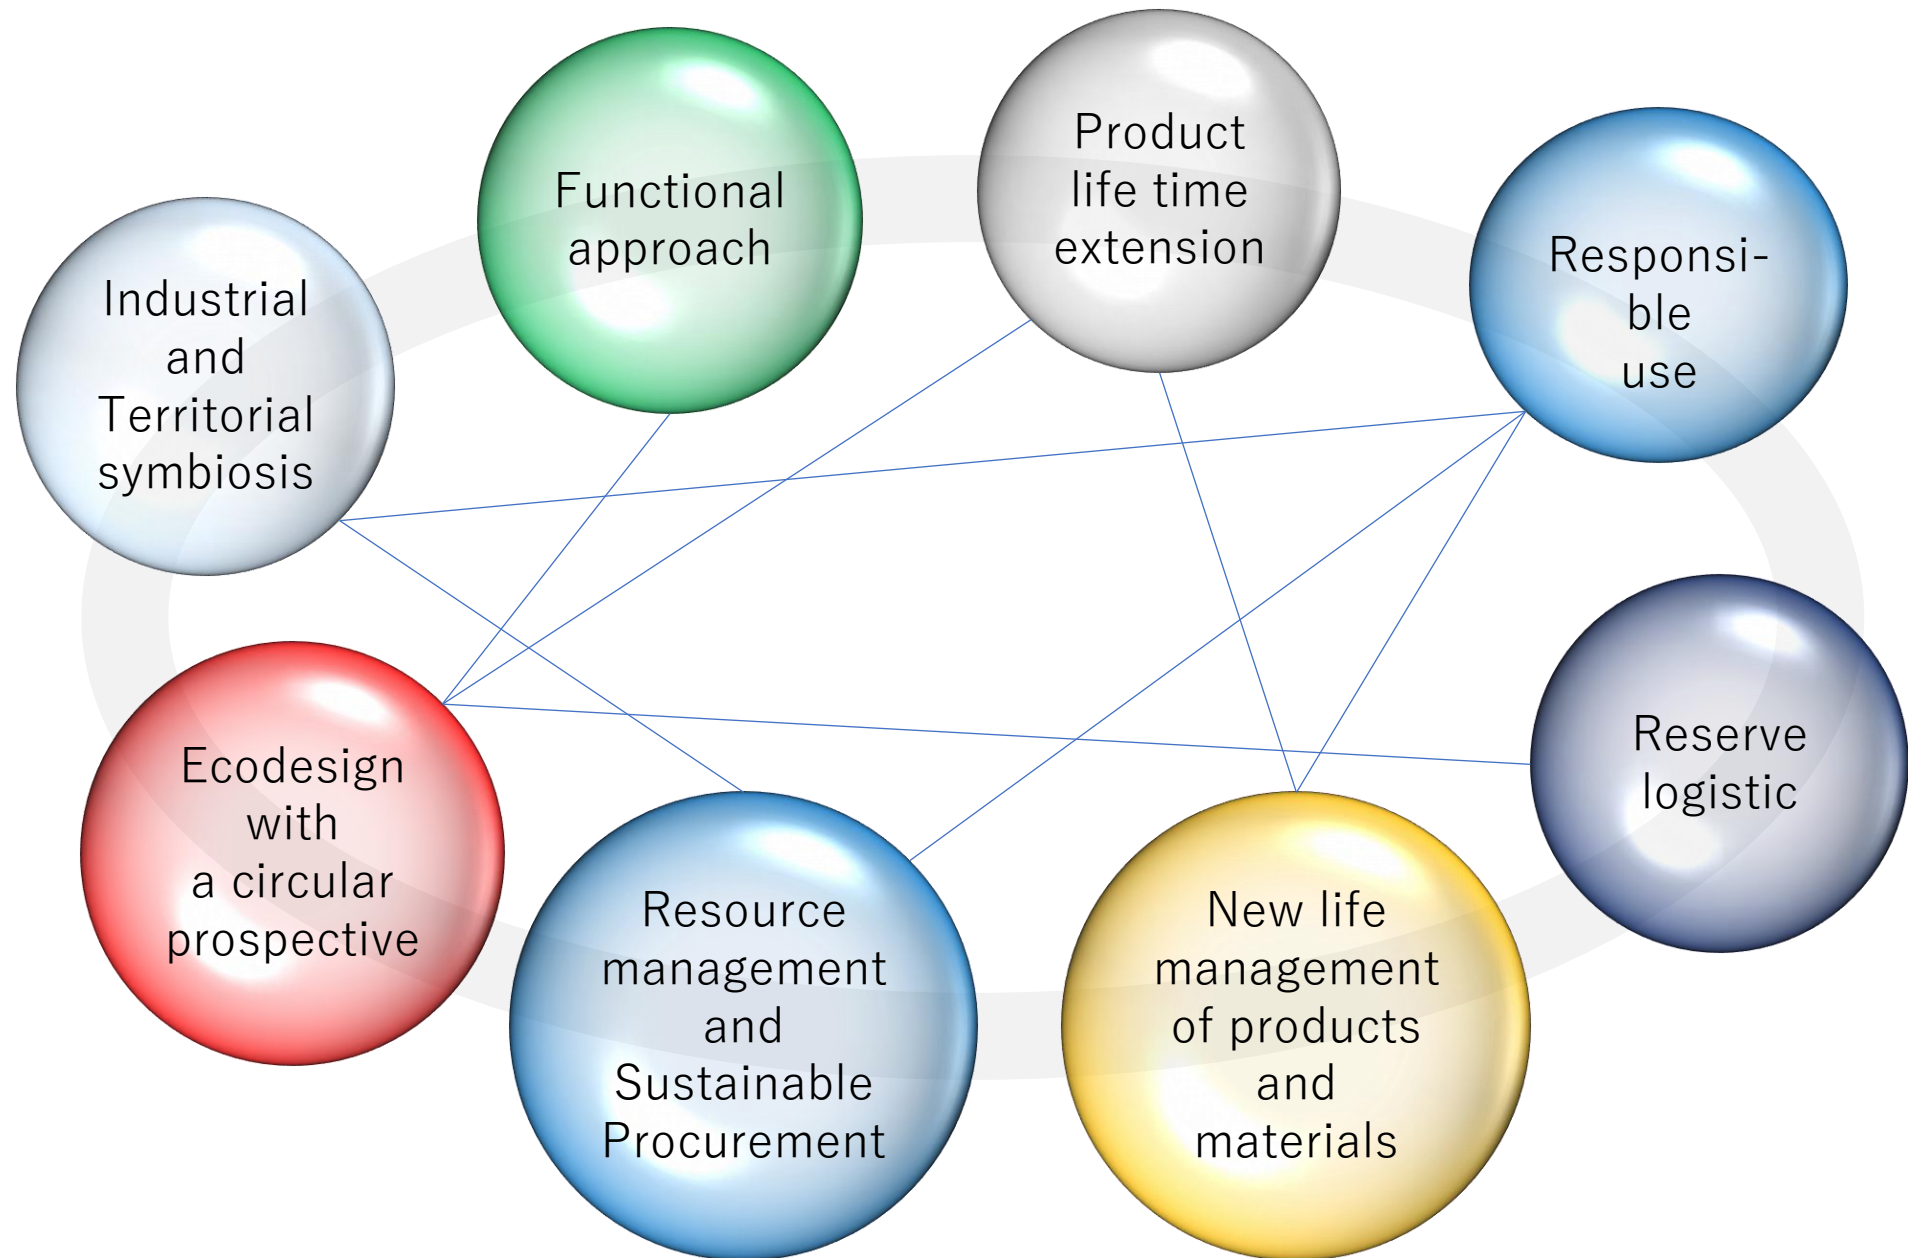 Industrial
and
Territorial
symbiosis
Functional
approach
Product
life time
extension
Responsi-
ble
use
Reserve
logistic
New life
management
of products
and
materials
Resource
management
and
Sustainable
Procurement
Ecodesign
with
a circular
prospective